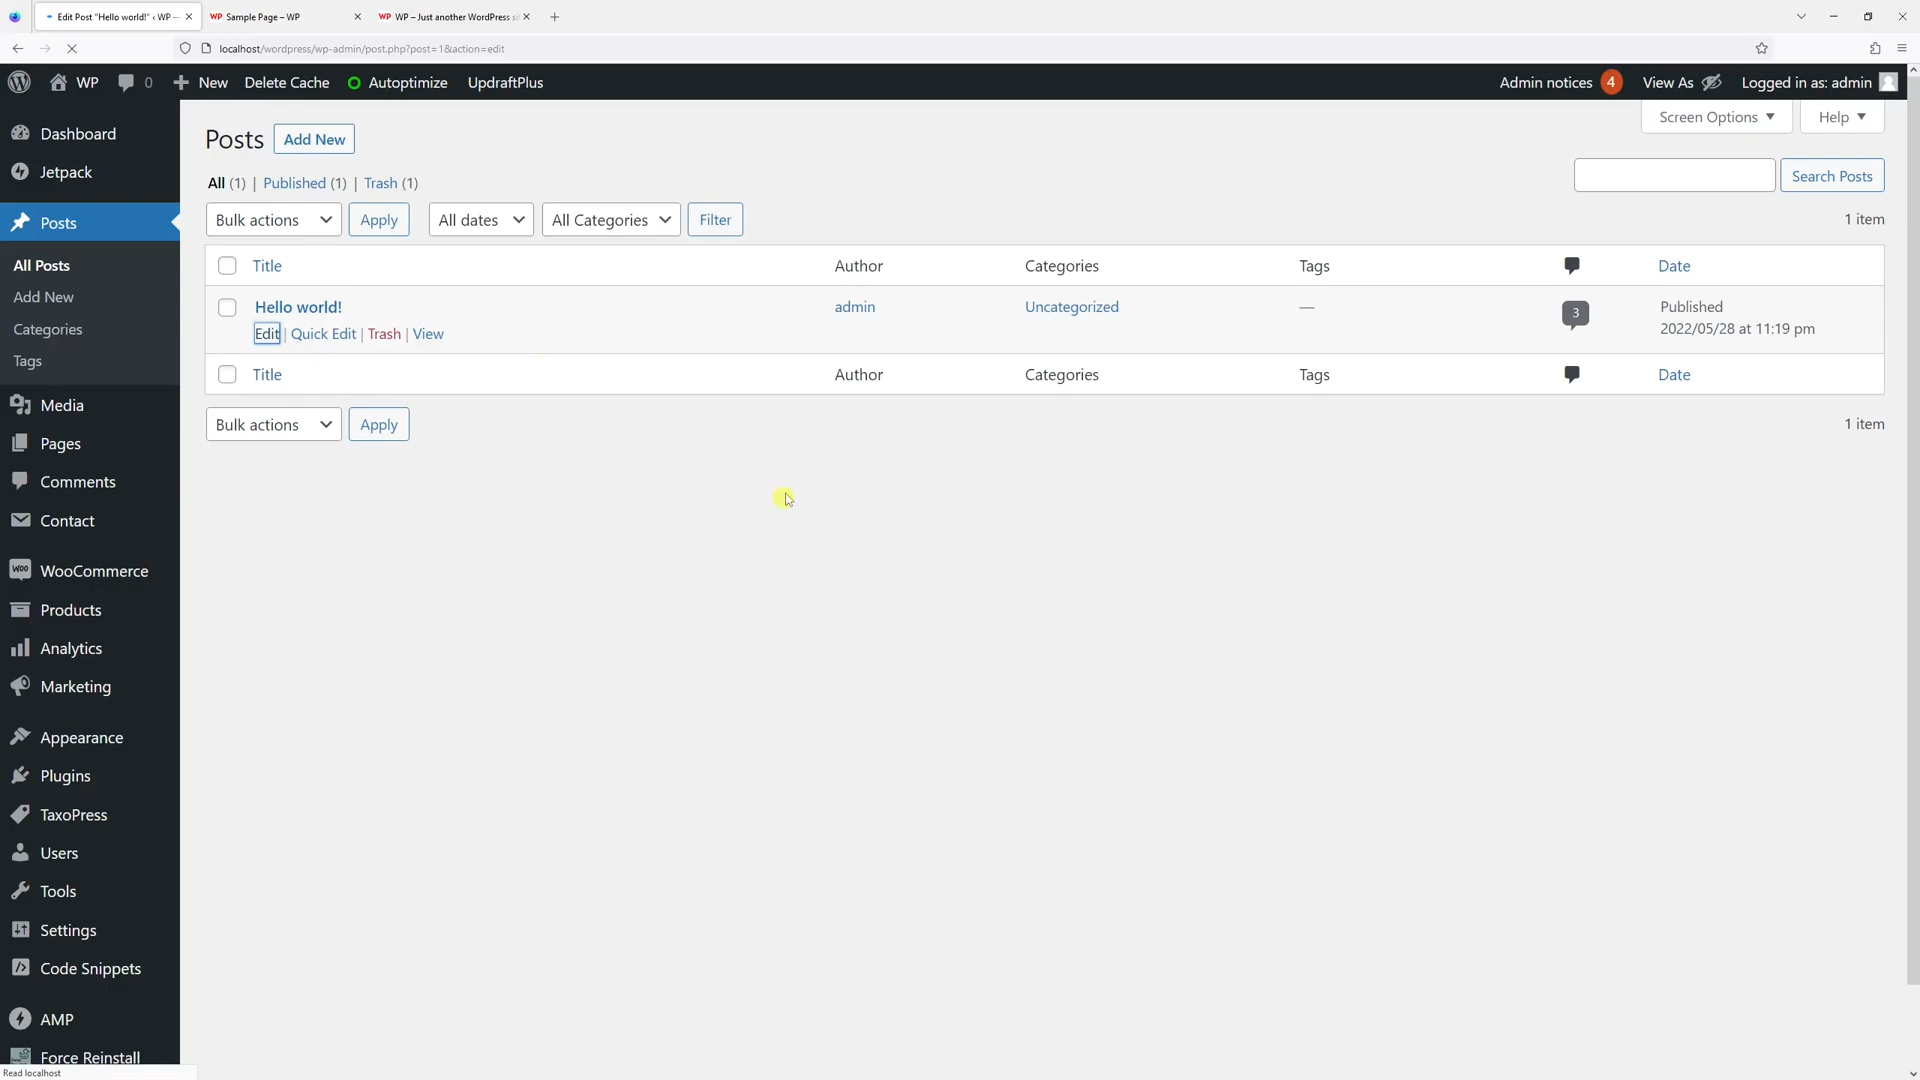 Edit Post "Hello world!" ‹ WP —
WP Sample Page – WP
WP WP – Just another WordPress si
localhost/wordpress/wp-admin/post.php?post=1&action=edit
WP
0
New
Delete Cache
Autoptimize
UpdraftPlus
Admin notices 4
View As
Logged in as: admin
Dashboard
Jetpack
Posts
All Posts
Add New
Categories
Tags
Media
Pages
Comments
Contact
WooCommerce
Products
Analytics
Marketing
Appearance
Plugins
TaxoPress
Users
Tools
Settings
Code Snippets
AMP
Force Reinstall
Read localhost
Posts Add New
Screen Options
Help
All (1) | Published (1) | Trash (1)
Search Posts
Bulk actions Apply All dates All Categories Filter
1 item
Title Author Categories Tags Date
Hello world! admin Uncategorized — 3 Published
Edit | Quick Edit | Trash | View 2022/05/28 at 11:19 pm
Title Author Categories Tags Date
Bulk actions Apply
1 item